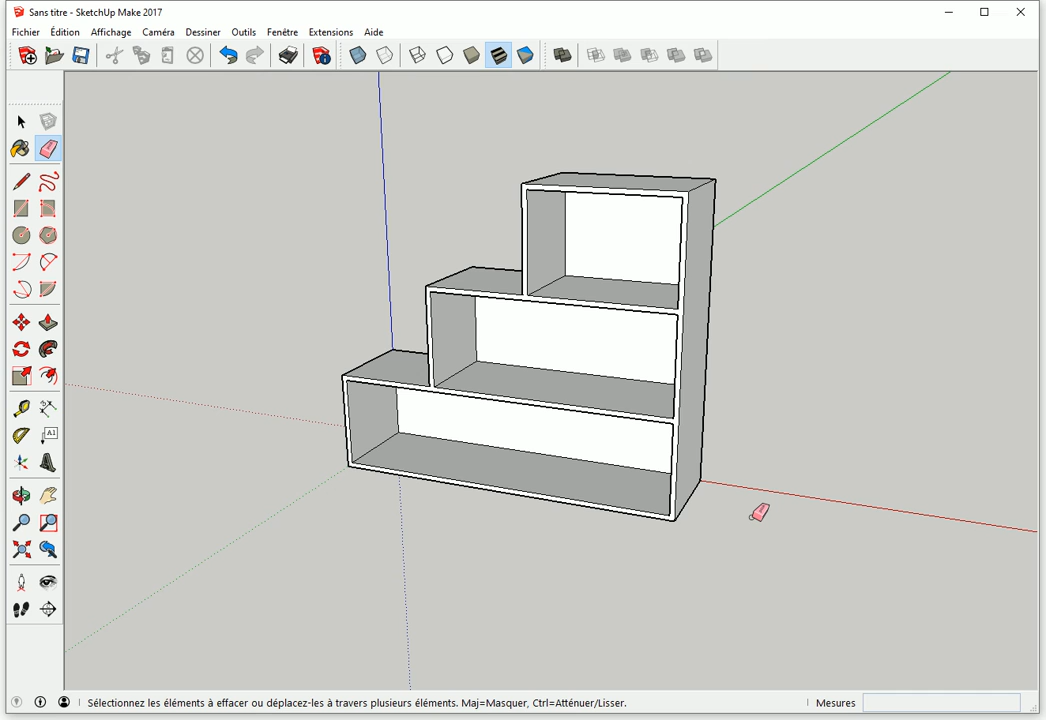 Sans titre - SketchUp Make 2017
Fichier Édition Affichage Caméra Dessiner Outils Fenêtre Extensions Aide
A1
Sélectionnez les éléments à effacer ou déplacez-les à travers plusieurs éléments. Maj=Masquer, Ctrl=Atténuer/Lisser.
Mesures